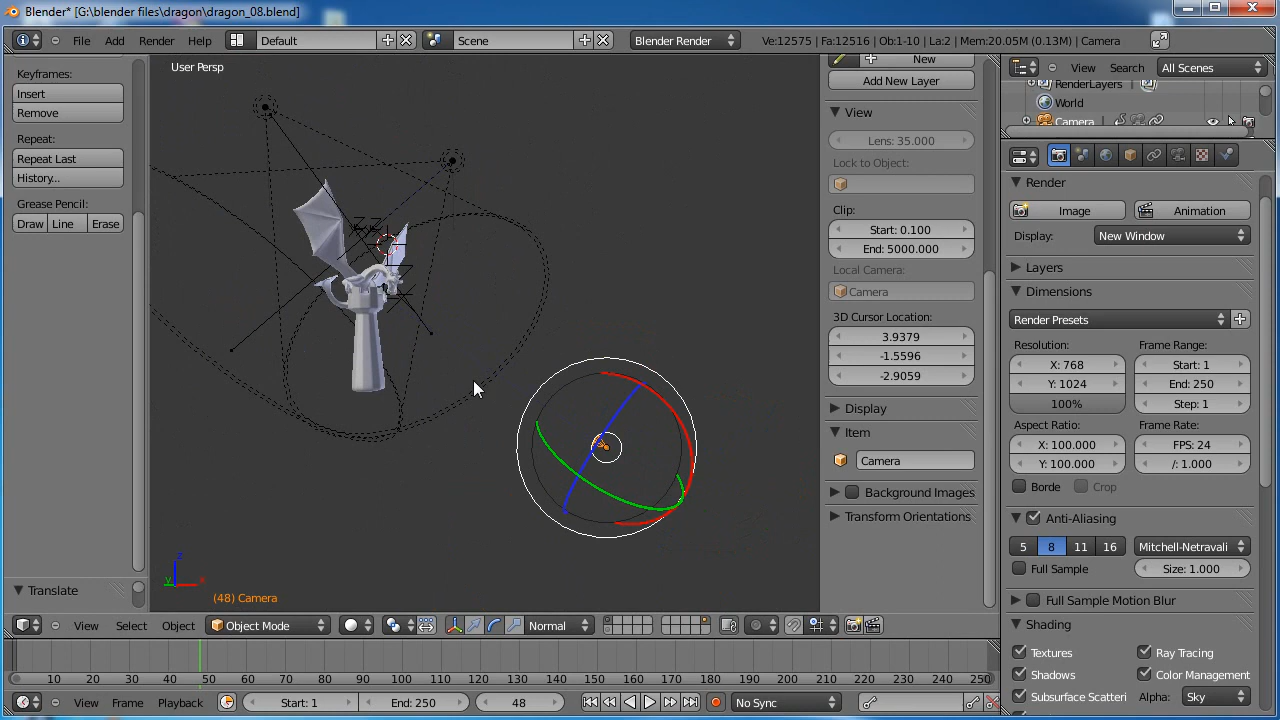 Blender* [G:\blender files\dragon\dragon_08.blend]
File Add Render Help Default Scene Blender Render Ve:12575 | Fa:12516 | Ob:1-10 | La:2 | Mem:20.05M (0.13M) | Camera
Keyframes:
Insert
Remove
Repeat:
Repeat Last
History...
Grease Pencil:
Draw Line Erase
Translate
User Persp
(48) Camera
New
Add New Layer
View
Lens: 35.000
Lock to Object:
Clip:
Start: 0.100
End: 5000.000
Local Camera:
Camera
3D Cursor Location:
3.9379
-1.5596
-2.9059
Display
Item
Camera
Background Images
Transform Orientations
View Search All Scenes
RenderLayers
World
Camera
Render
Image Animation
Display: New Window
Layers
Dimensions
Render Presets
Resolution: Frame Range:
X: 768 Start: 1
Y: 1024 End: 250
100% Step: 1
Aspect Ratio: Frame Rate:
X: 100.000 FPS: 24
Y: 100.000 /: 1.000
Borde Crop
Anti-Aliasing
5 8 11 16 Mitchell-Netravali
Full Sample Size: 1.000
Full Sample Motion Blur
Shading
Textures Ray Tracing
Shadows Color Management
Subsurface Scatteri Alpha: Sky
View Select Object Object Mode Normal
10 20 30 40 50 60 70 80 90 100 110 120 130 140 150 160 170 180 190 200 210 220 230 240 250
View Frame Playback Start: 1 End: 250 48 No Sync